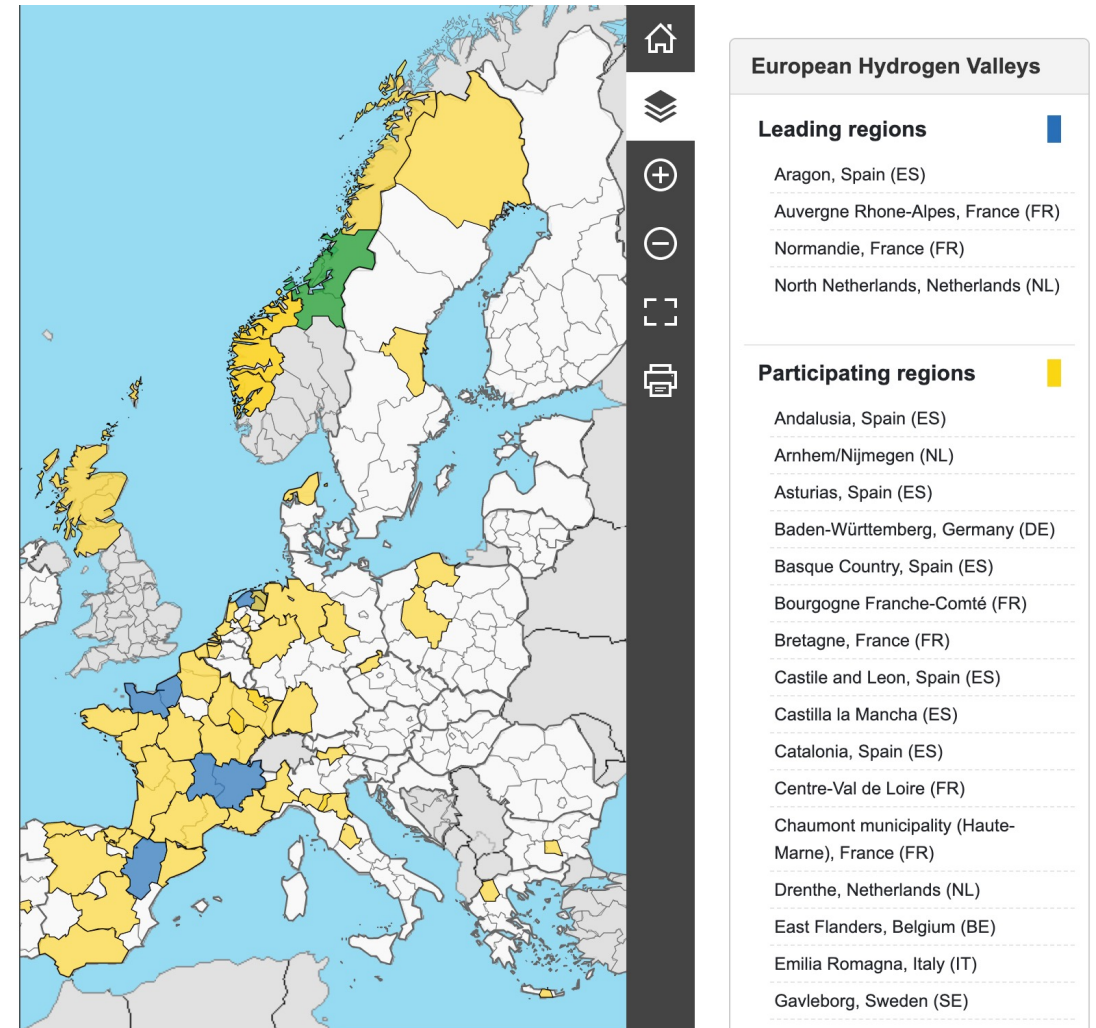 European Hydrogen Valleys
Leading regions
Aragon, Spain (ES)
Auvergne Rhone-Alpes, France (FR)
Normandie, France (FR)
North Netherlands, Netherlands (NL)
Participating regions
Andalusia, Spain (ES)
Arnhem/Nijmegen (NL)
Asturias, Spain (ES)
Baden-Württemberg, Germany (DE)
Basque Country, Spain (ES)
Bourgogne Franche-Comté (FR)
Bretagne, France (FR)
Castile and Leon, Spain (ES)
Castilla la Mancha (ES)
Catalonia, Spain (ES)
Centre-Val de Loire (FR)
Chaumont municipality (Haute-
Marne), France (FR)
Drenthe, Netherlands (NL)
East Flanders, Belgium (BE)
Emilia Romagna, Italy (IT)
Gavleborg, Sweden (SE)